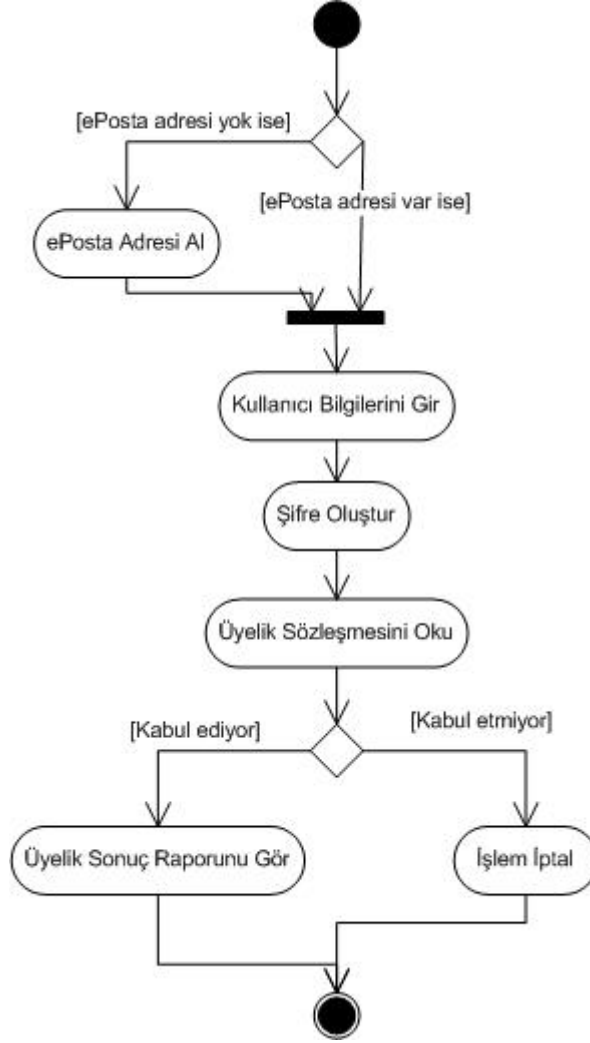 [ePosta adresi yok ise]
[ePosta adresi var ise]
ePosta Adresi Al
Kullanıcı Bilgilerini Gir
Şifre Oluştur
Üyelik Sözleşmesini Oku
[Kabul ediyor]
[Kabul etmiyor]
Üyelik Sonuç Raporunu Gör
İşlem İptal